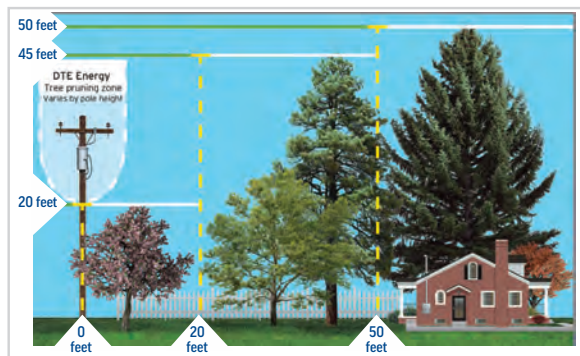 50 feet
45 feet
DTE Energy
Tree pruning zone
Varies by pole height
20 feet
0
feet
20
feet
50
feet